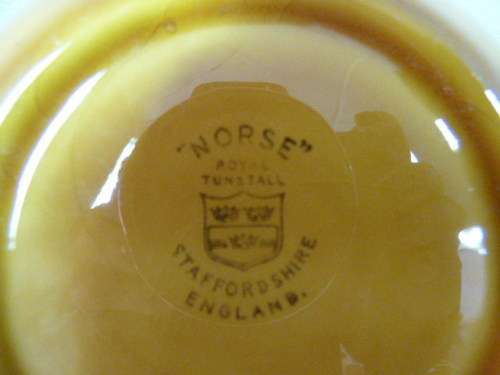 "NORSE"
ROYAL
TUNSTALL
STAFFORDSHIRE
ENGLAND.